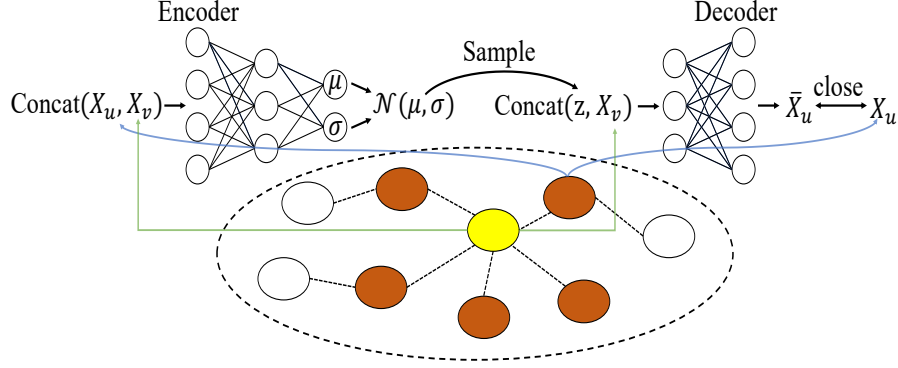 Encoder
Decoder
Sample
Concat(X_u, X_v)
μ
σ
𝒩(μ, σ)
Concat(z, X_v)
X̄_u
close
X_u